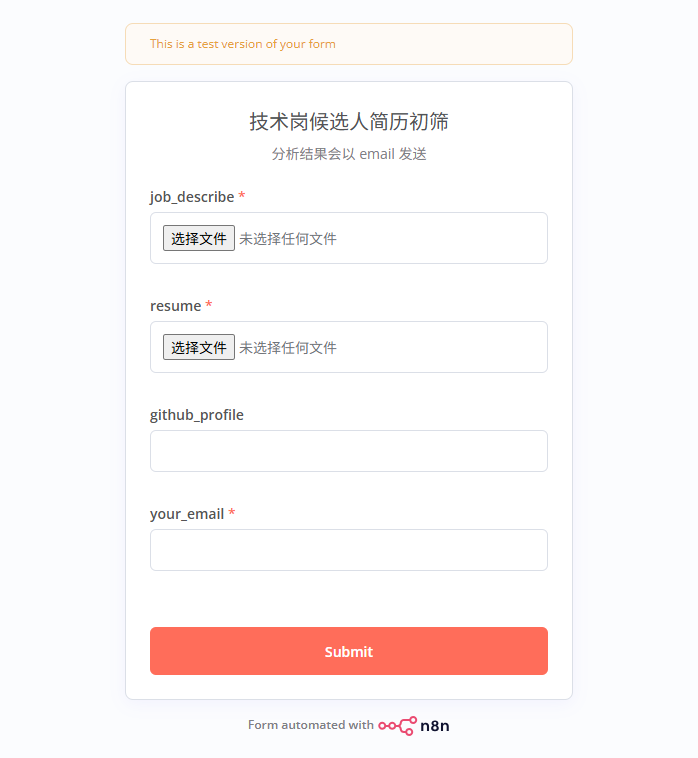 This is a test version of your form
技术岗候选人简历初筛
分析结果会以 email 发送
job_describe *
选择文件 未选择任何文件
resume *
选择文件 未选择任何文件
github_profile
your_email *
Submit
Form automated with n8n